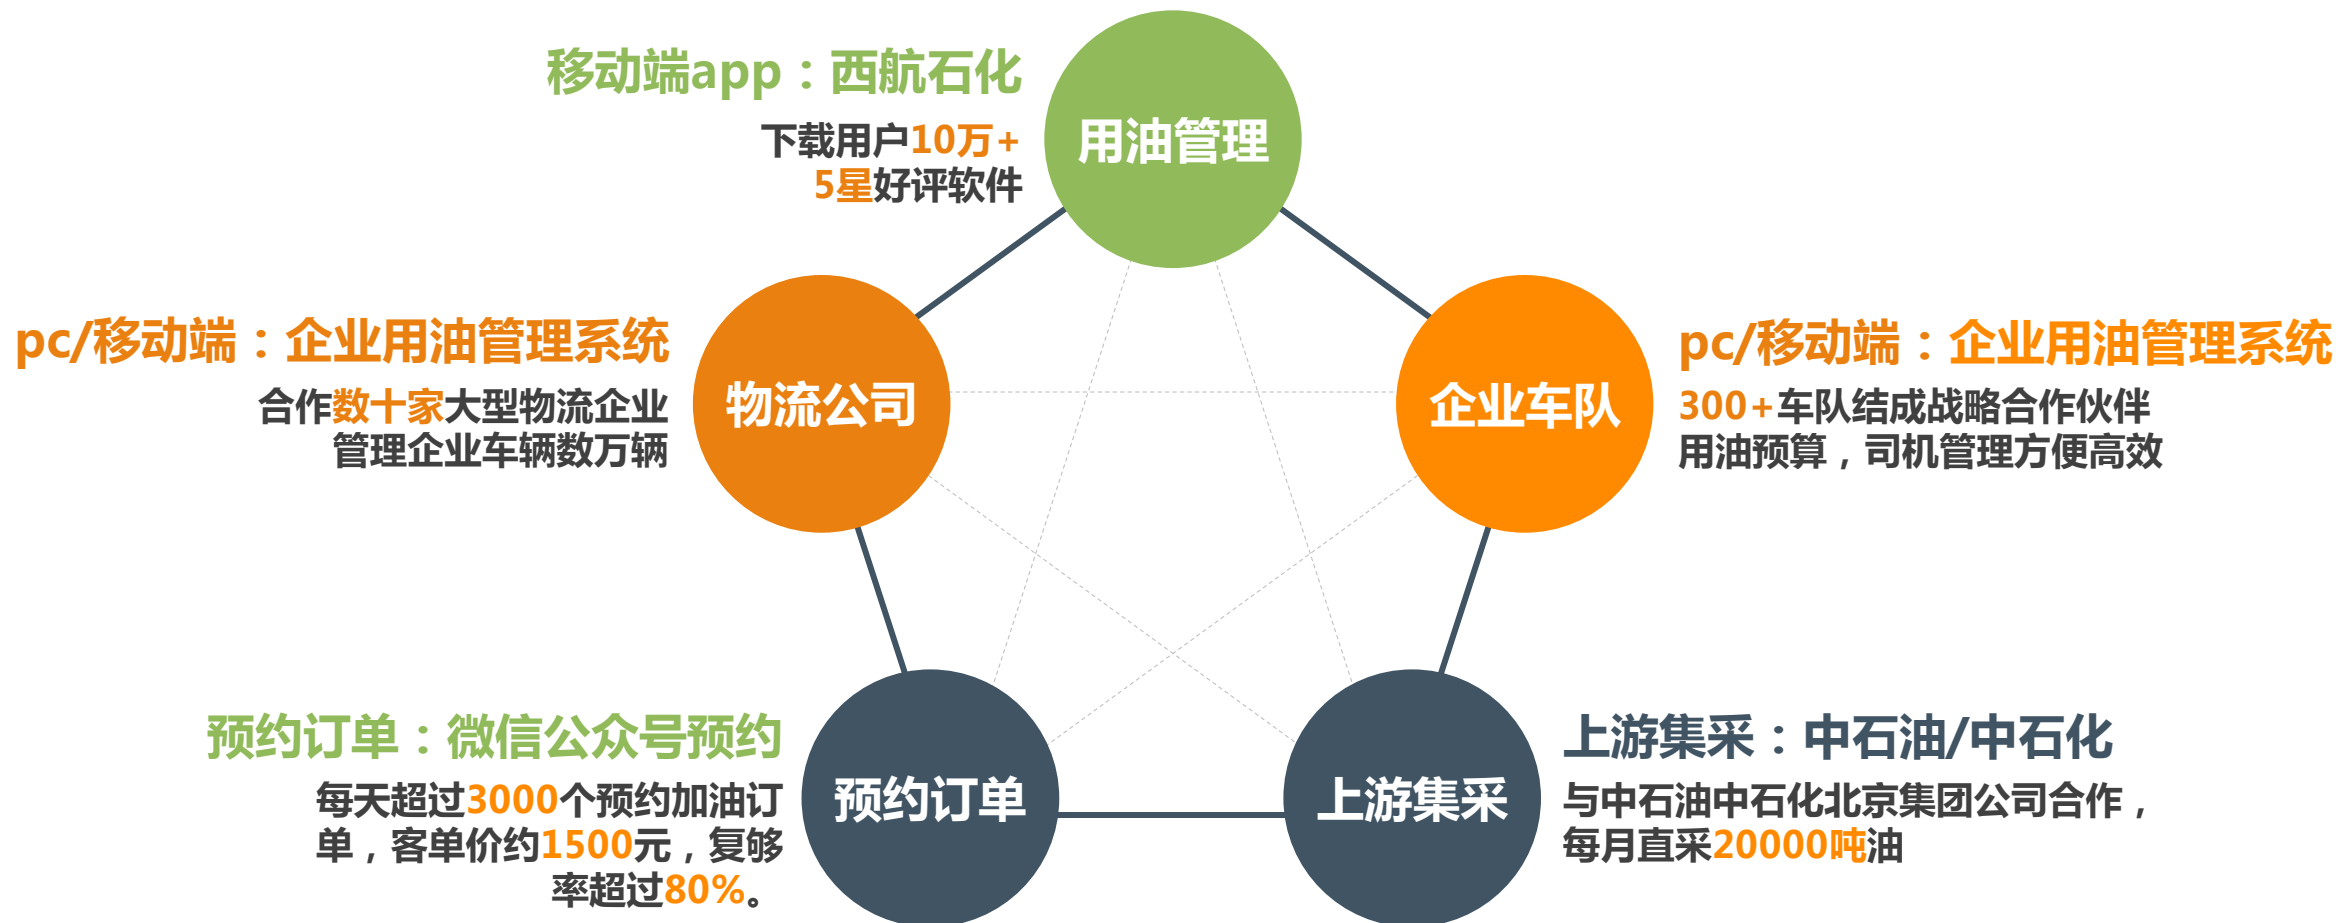 移动端app：西航石化
下载用户10万+
5星好评软件
用油管理
pc/移动端：企业用油管理系统
合作数十家大型物流企业
管理企业车辆数万辆
物流公司
企业车队
pc/移动端：企业用油管理系统
300+车队结成战略合作伙伴
用油预算，司机管理方便高效
预约订单：微信公众号预约
每天超过3000个预约加油订
单，客单价约1500元，复够
率超过80%。
预约订单
上游集采
上游集采：中石油/中石化
与中石油中石化北京集团公司合作，
每月直采20000吨油